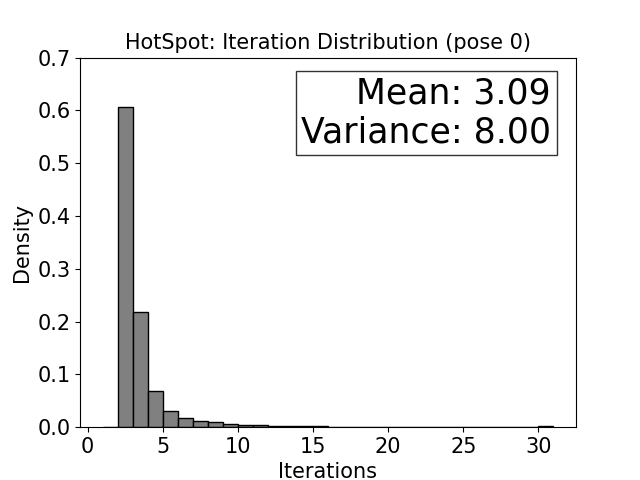 HotSpot: Iteration Distribution (pose 0)
Mean: 3.09
Variance: 8.00
Density
0.7
0.6
0.5
0.4
0.3
0.2
0.1
0.0
0 5 10 15 20 25 30
Iterations